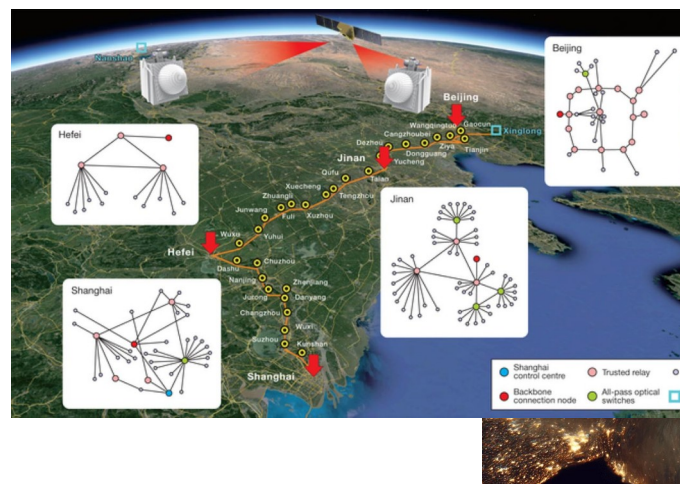 Nanshan
Beijing
Beijing
Wangqingtuo
Gaocun
Cangzhoubei
Xinglong
Dezhou
Ziya
Tianjin
Dongguang
Hefei
Jinan
Yucheng
Qufu
Taian
Xuecheng
Zhuangli
Tengzhou
Jinan
Junwang
Fuli
Xuzhou
Wuhe
Yuhui
Hefei
Chuzhou
Dashu
Nanjing
Zhenjiang
Shanghai
Jurong
Danyang
Changzhou
Wuxi
Suzhou
Kunshan
Shanghai
Shanghai
control centre
Trusted relay
Backbone
connection node
All-pass optical
switches